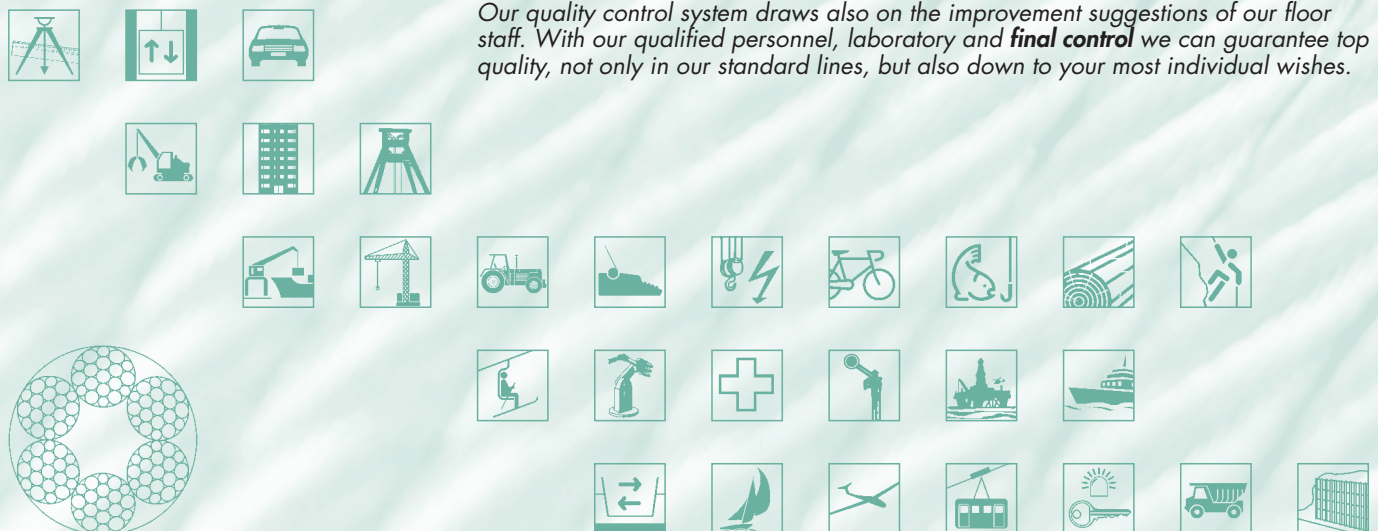 Our quality control system draws also on the improvement suggestions of our floor
staff. With our qualified personnel, laboratory and final control we can guarantee top
quality, not only in our standard lines, but also down to your most individual wishes.